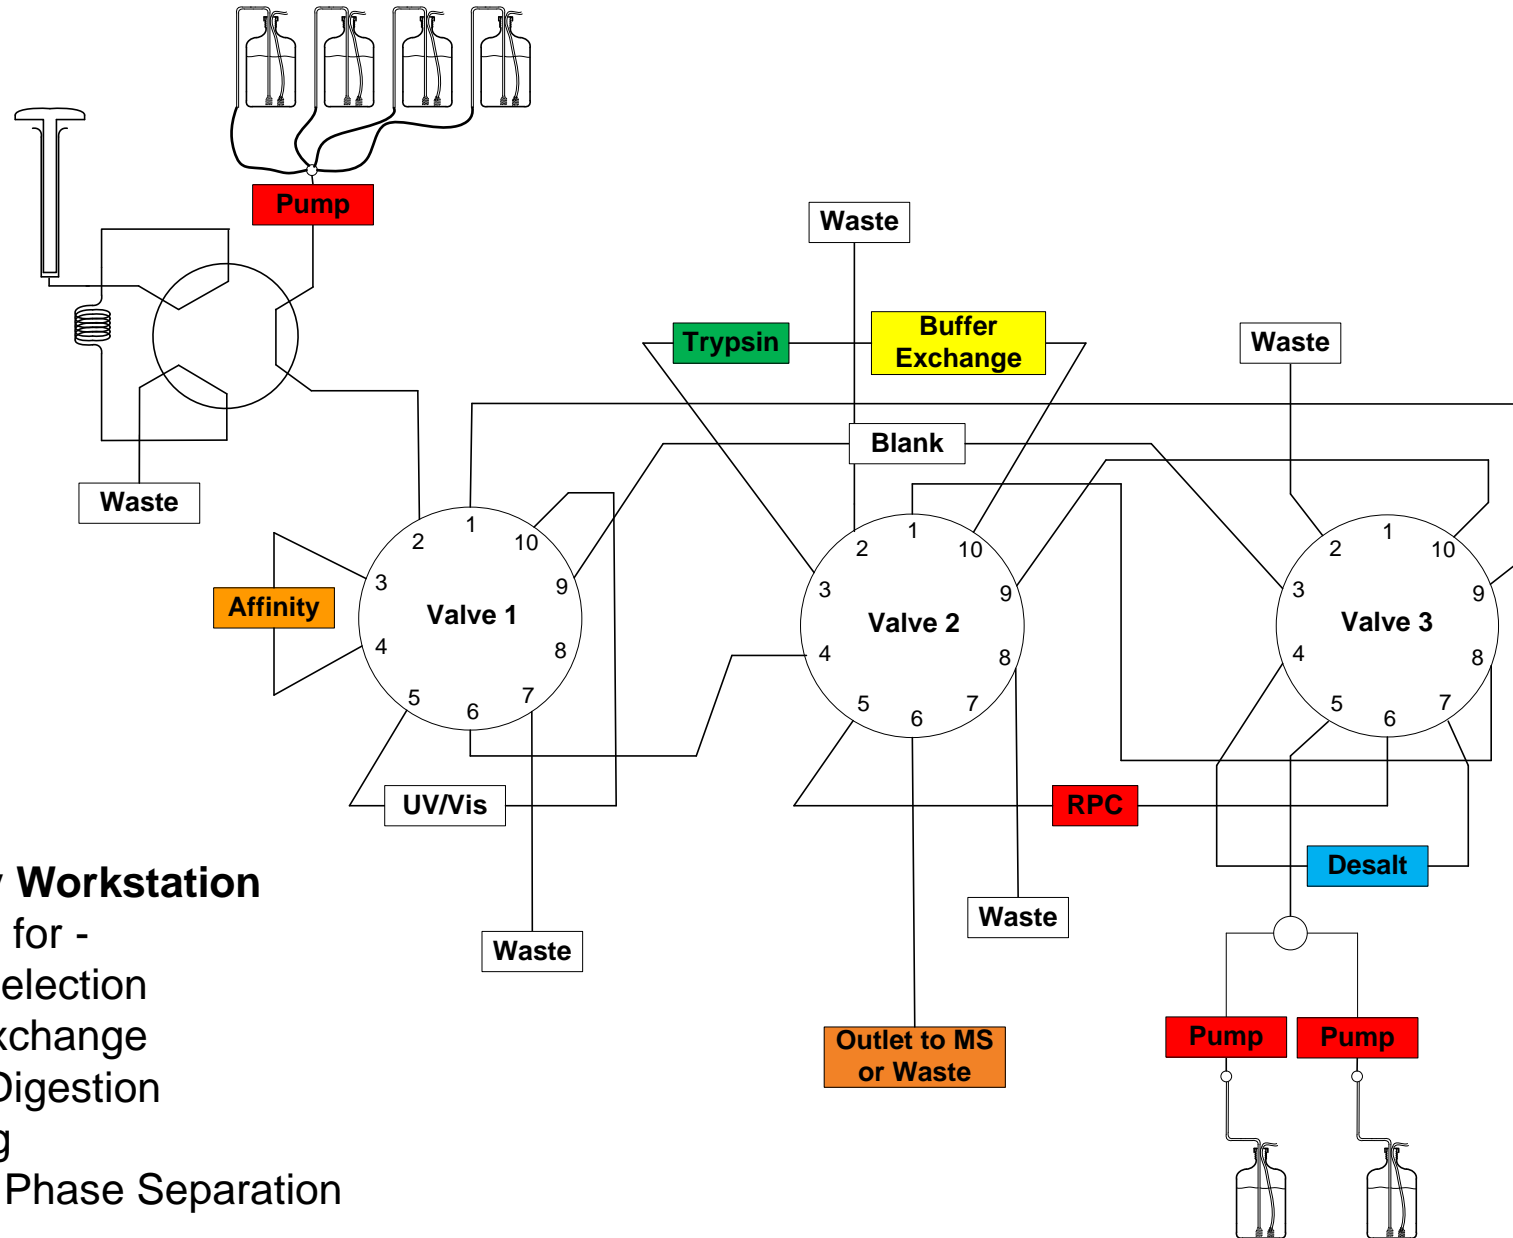 Pump
Waste
Trypsin
Buffer
Exchange
Waste
Blank
Waste
1
2
3
4
5
6
7
8
9
10
Valve 1
Affinity
1
2
3
4
5
6
7
8
9
10
Valve 2
1
2
3
4
5
6
7
8
9
10
Valve 3
UV/Vis
RPC
Desalt
Waste
Waste
Outlet to MS
or Waste
Pump
Pump
Workstation
for -
election
xchange
Digestion
g
Phase Separation